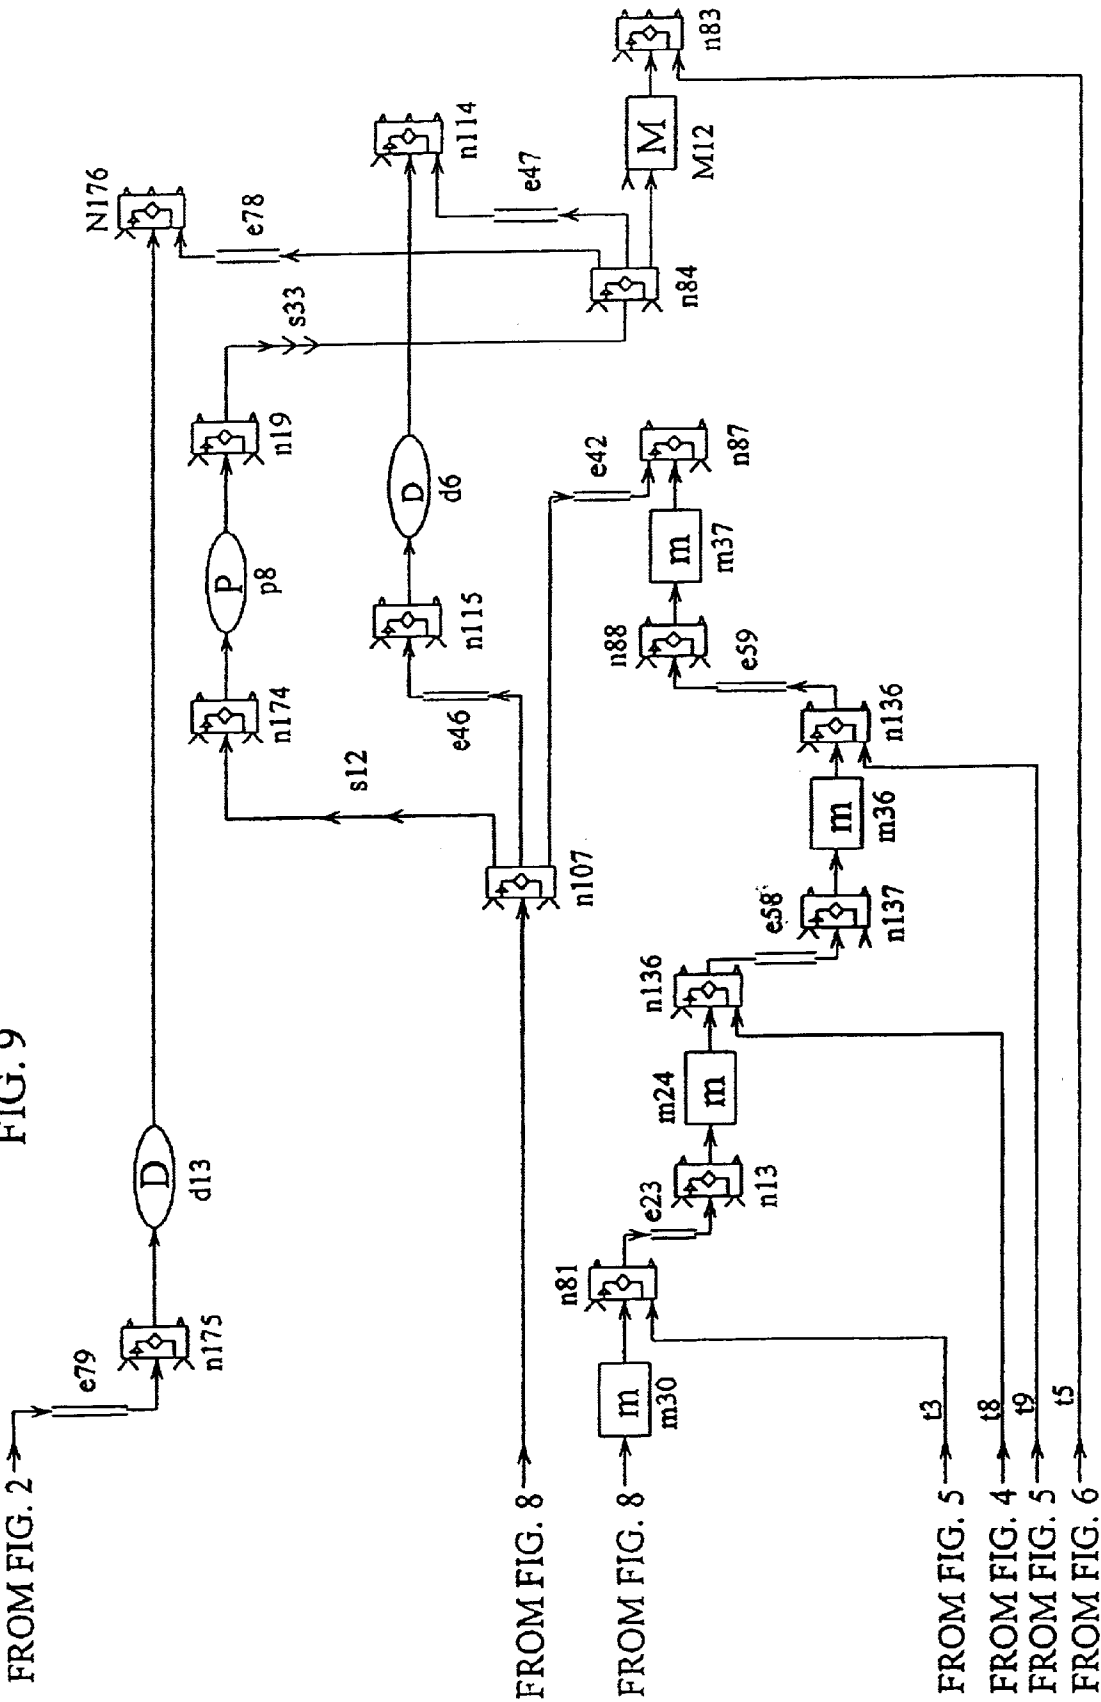 FIG. 9
FROM FIG. 2
e79
n175
D
d13
N176
e78
s12
n174
P
p8
n19
s33
FROM FIG. 8
n107
e46
n115
D
d6
n114
e47
e42
n84
M
M12
n83
FROM FIG. 8
m
m30
n81
e23
n13
m
m24
n136
e58
n137
m
m36
n136
e59
n88
m
m37
n87
FROM FIG. 5
t3
FROM FIG. 4
t8
FROM FIG. 5
t9
FROM FIG. 6
t5